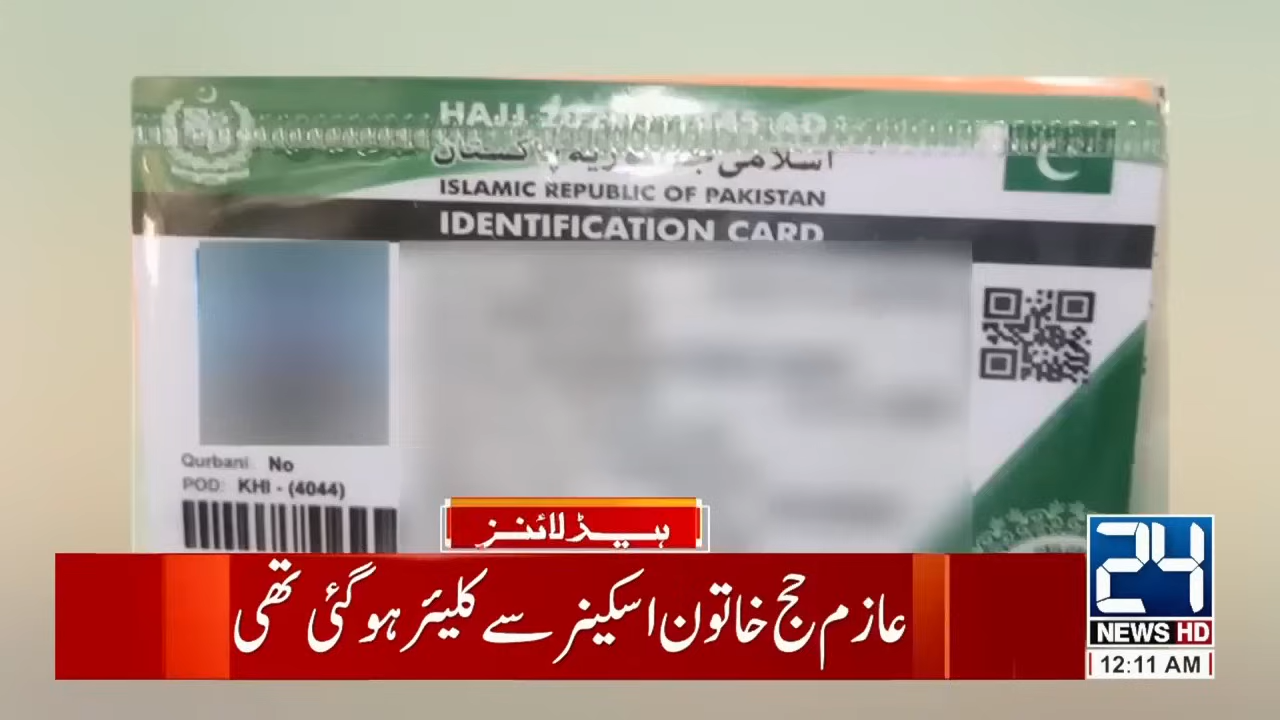 HAJJ
اسلامی جمہوریہ پاکستان
ISLAMIC REPUBLIC OF PAKISTAN
IDENTIFICATION CARD
Qurbani: No
POD: KHI - (4044)
ہیڈلائنز
عازم حج خاتون اسکینر سے کلیئر ہوگئی تھی
24
NEWS HD
12:11 AM